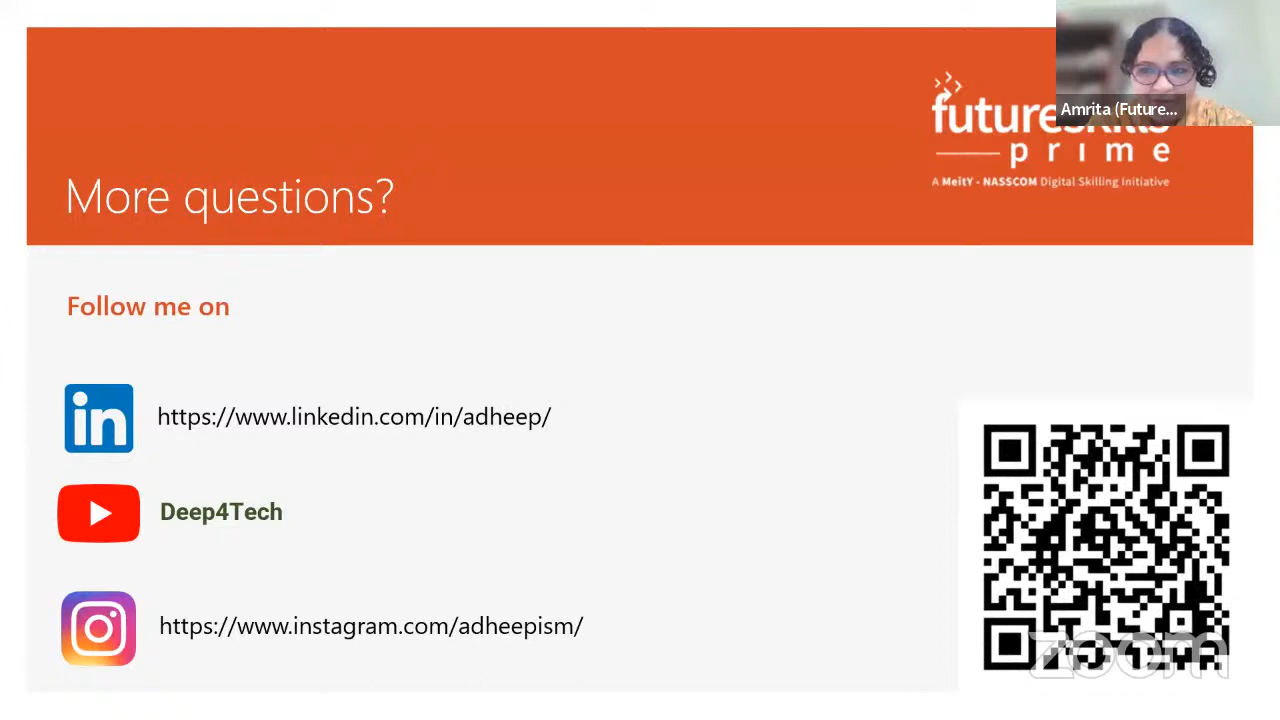 futureskills
prime
A MeitY - NASSCOM Digital Skilling Initiative
Amrita (Future...
More questions?
Follow me on
in https://www.linkedin.com/in/adheep/
Deep4Tech
https://www.instagram.com/adheepism/
zoom